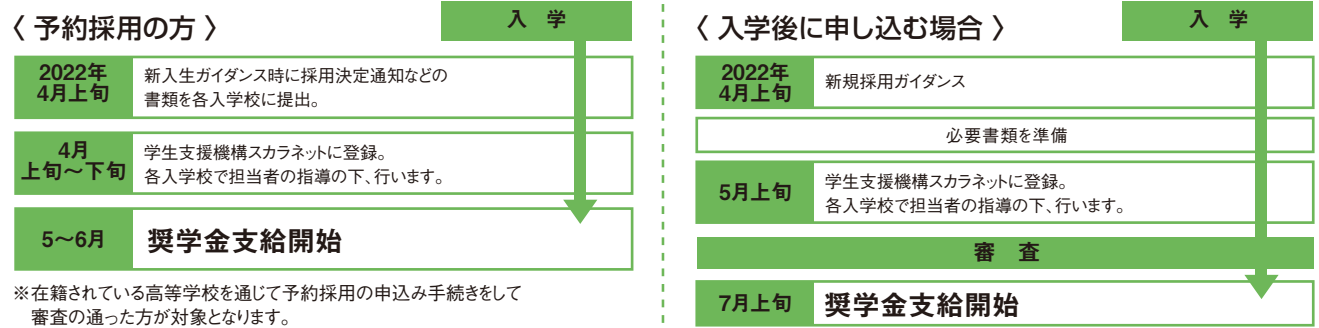 〈 予約採用の方 〉
入 学
2022年
4月上旬
新入生ガイダンス時に採用決定通知などの
書類を各入学校に提出。
4月
上旬〜下旬
学生支援機構スカラネットに登録。
各入学校で担当者の指導の下、行います。
5〜6月
奨学金支給開始
※在籍されている高等学校を通じて予約採用の申込み手続きをして
審査の通った方が対象となります。
〈 入学後に申し込む場合 〉
入 学
2022年
4月上旬
新規採用ガイダンス
必要書類を準備
5月上旬
学生支援機構スカラネットに登録。
各入学校で担当者の指導の下、行います。
審 査
7月上旬
奨学金支給開始